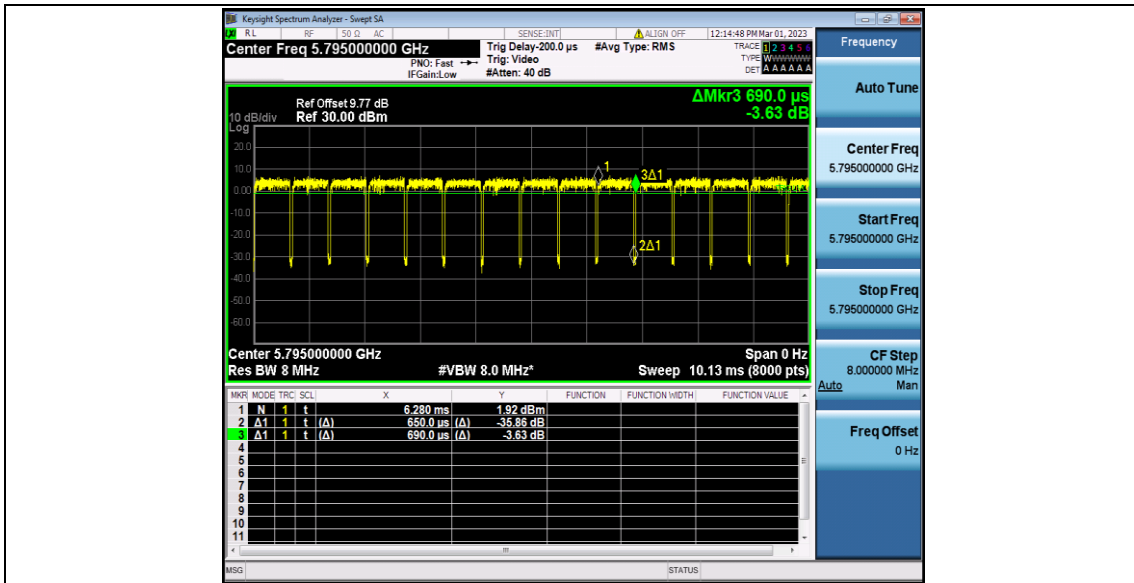 Keysight Spectrum Analyzer - Swept SA
RL RF 50 Ω AC SENSE:INT ALIGN OFF 12:14:48 PM Mar 01, 2023
Center Freq 5.795000000 GHz
PNO: Fast
IFGain:Low
Trig Delay-200.0 µs
Trig: Video
#Atten: 40 dB
#Avg Type: RMS
TRACE 1 2 3 4 5 6
TYPE WWWWWW
DET A A A A A A
Ref Offset 9.77 dB
10 dB/div Ref 30.00 dBm
Log
ΔMkr3 690.0 µs
-3.63 dB
20.0
10.0
0.00
-10.0
-20.0
-30.0
-40.0
-50.0
-60.0
1
3Δ1
2Δ1
Center 5.795000000 GHz Span 0 Hz
Res BW 8 MHz #VBW 8.0 MHz* Sweep 10.13 ms (8000 pts)
MKR MODE TRC SCL X Y FUNCTION FUNCTION WIDTH FUNCTION VALUE
1 N 1 t 6.280 ms 1.92 dBm
2 Δ1 1 t (Δ) 650.0 µs (Δ) -35.86 dB
3 Δ1 1 t (Δ) 690.0 µs (Δ) -3.63 dB
4
5
6
7
8
9
10
11
MSG STATUS
Frequency
Auto Tune
Center Freq
5.795000000 GHz
Start Freq
5.795000000 GHz
Stop Freq
5.795000000 GHz
CF Step
8.000000 MHz
Auto Man
Freq Offset
0 Hz